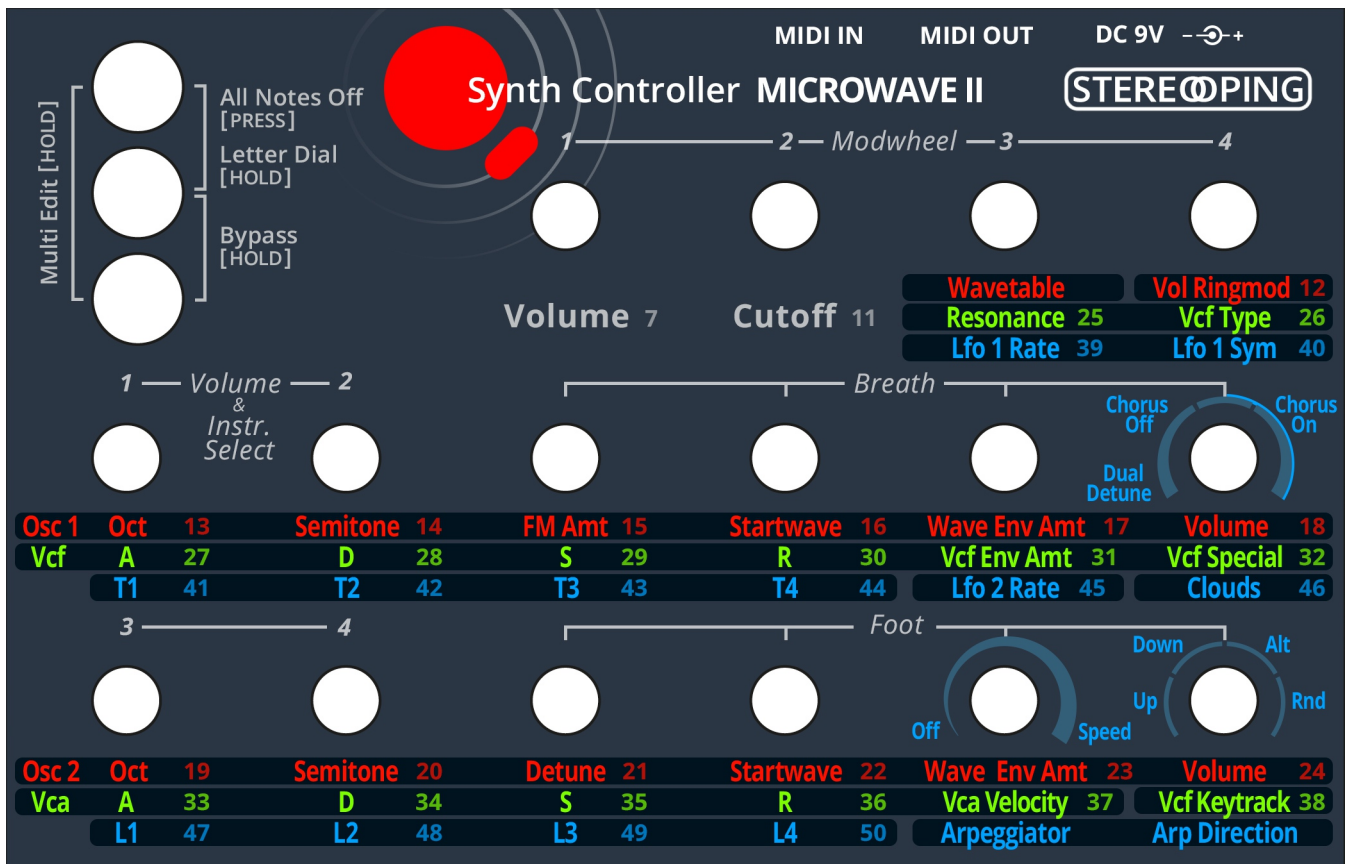 MIDI IN MIDI OUT DC 9V - +
Synth Controller MICROWAVE II STEREOPING
Multi Edit [HOLD]
All Notes Off
[PRESS]
Letter Dial
[HOLD]
Bypass
[HOLD]
1 2 Modwheel 3 4
Volume 7 Cutoff 11
Wavetable Vol Ringmod 12
Resonance 25 Vcf Type 26
Lfo 1 Rate 39 Lfo 1 Sym 40
1 Volume 2
&
Instr.
Select
Breath
Chorus
Off
Chorus
On
Dual
Detune
Osc 1 Oct 13 Semitone 14 FM Amt 15 Startwave 16 Wave Env Amt 17 Volume 18
Vcf A 27 D 28 S 29 R 30 Vcf Env Amt 31 Vcf Special 32
T1 41 T2 42 T3 43 T4 44 Lfo 2 Rate 45 Clouds 46
3 4 Foot
Down Alt
Up Rnd
Off Speed
Osc 2 Oct 19 Semitone 20 Detune 21 Startwave 22 Wave Env Amt 23 Volume 24
Vca A 33 D 34 S 35 R 36 Vca Velocity 37 Vcf Keytrack 38
L1 47 L2 48 L3 49 L4 50 Arpeggiator Arp Direction